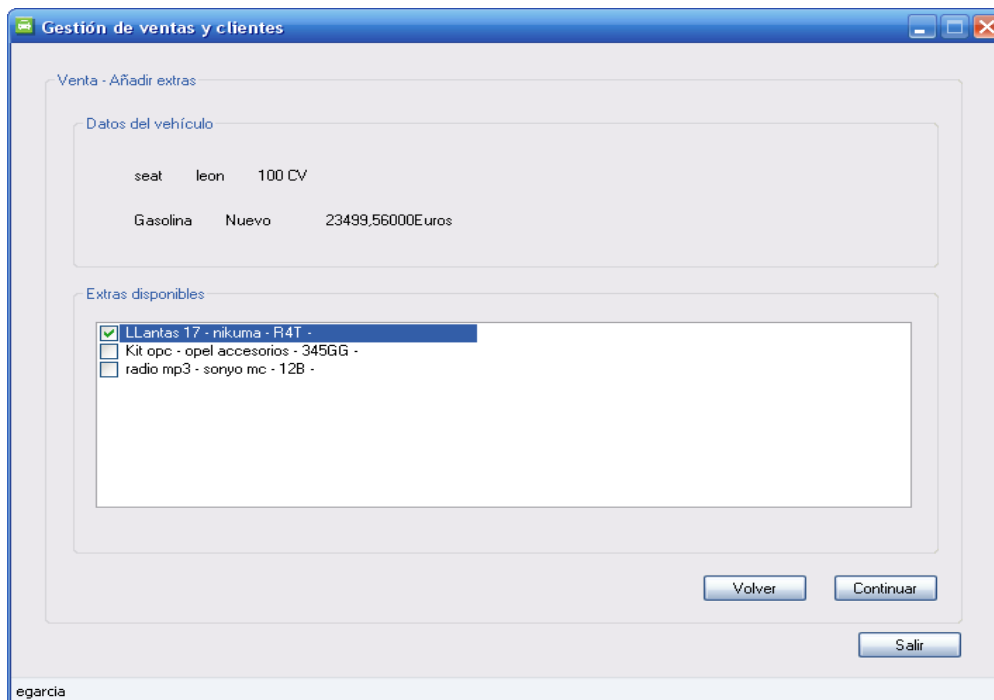 Gestión de ventas y clientes
Venta - Añadir extras
Datos del vehículo
seat leon 100 CV
Gasolina Nuevo 23499,56000Euros
Extras disponibles
LLantas 17 - nikuma - R4T -
Kit opc - opel accesorios - 345GG -
radio mp3 - sonyo mc - 12B -
Volver Continuar
Salir
egarcia